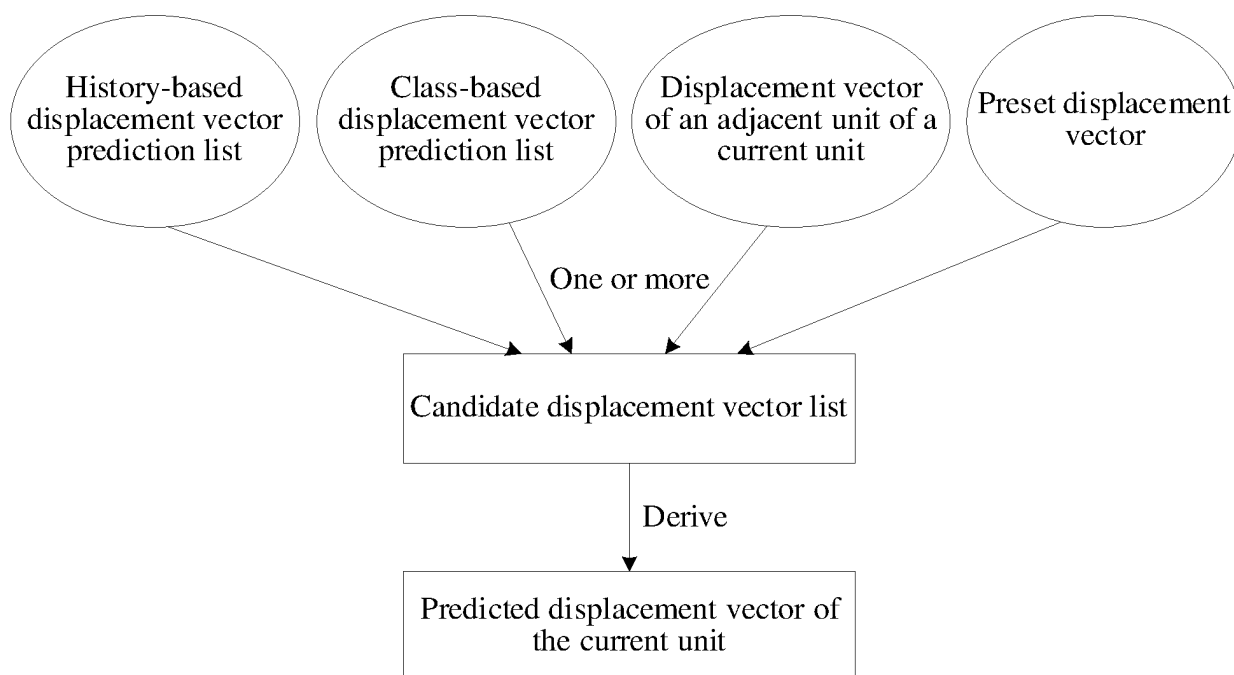 History-based
displacement vector
prediction list
Class-based
displacement vector
prediction list
Displacement vector
of an adjacent unit of a
current unit
Preset displacement
vector
One or more
Candidate displacement vector list
Derive
Predicted displacement vector of
the current unit